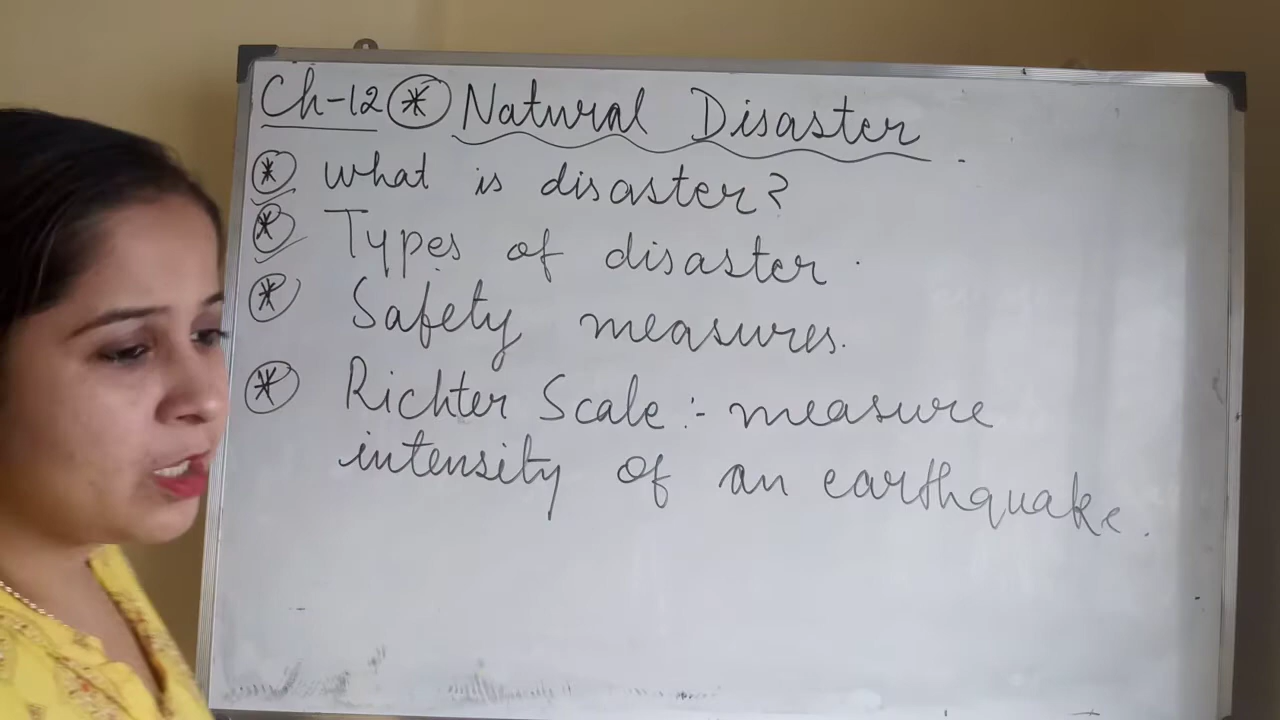 Ch-12 * Natural Disaster.
* What is disaster?
* Types of disaster.
* Safety measures.
* Richter Scale :- measure
intensity of an earthquake.